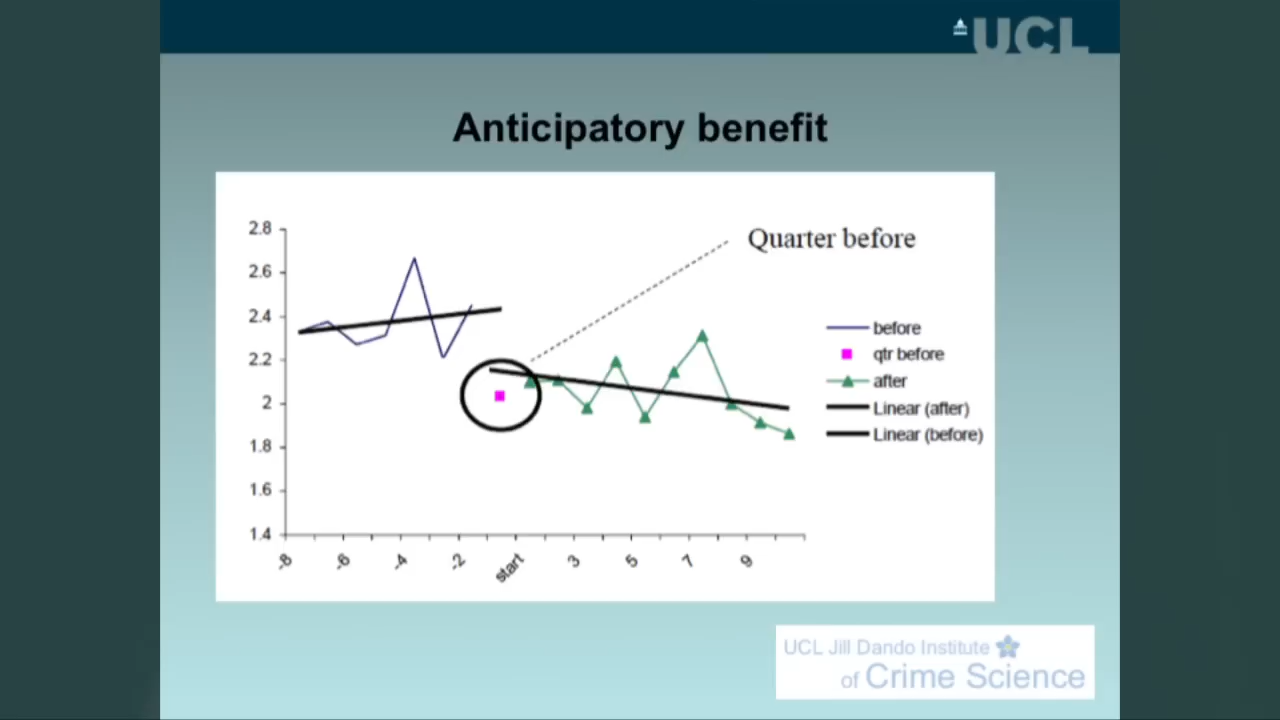 UCL
Anticipatory benefit
Quarter before
2.8
2.6
2.4
2.2
2
1.8
1.6
1.4
-8
-6
-4
-2
start
3
5
7
9
before
qtr before
after
Linear (after)
Linear (before)
UCL Jill Dando Institute
of Crime Science